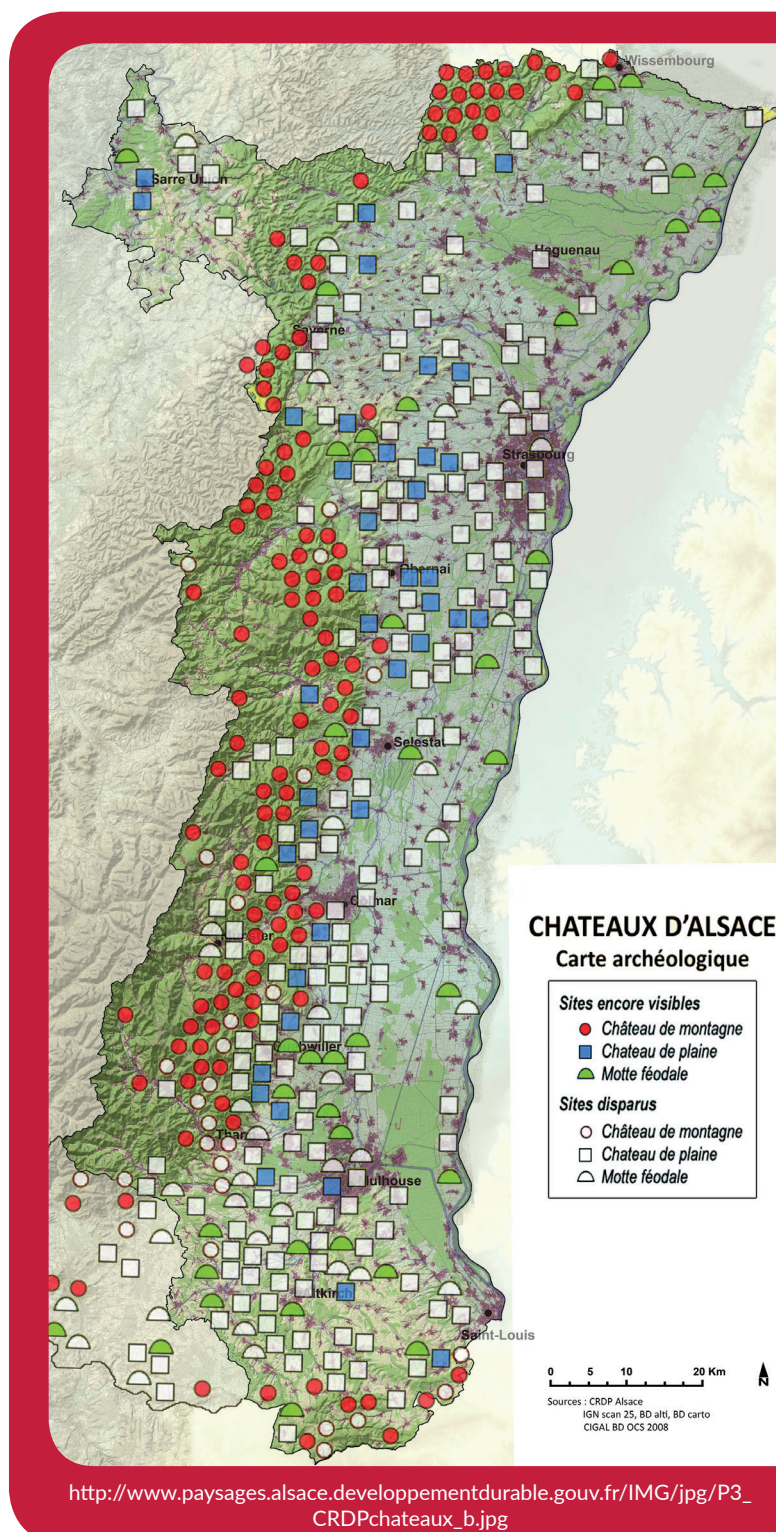 Wissembourg
Sarre Union
Haguenau
Saverne
Strasbourg
Obernai
Selestat
Colmar
Thann
Mulhouse
Altkirch
Saint-Louis
CHATEAUX D'ALSACE
Carte archéologique
Sites encore visibles
Château de montagne
Chateau de plaine
Motte féodale
Sites disparus
Château de montagne
Chateau de plaine
Motte féodale
0 5 10 20 Km
N
Sources : CRDP Alsace
IGN scan 25, BD alti, BD carto
CIGAL BD OCS 2008
http://www.paysages.alsace.developpementdurable.gouv.fr/IMG/jpg/P3_
CRDPchateaux_b.jpg